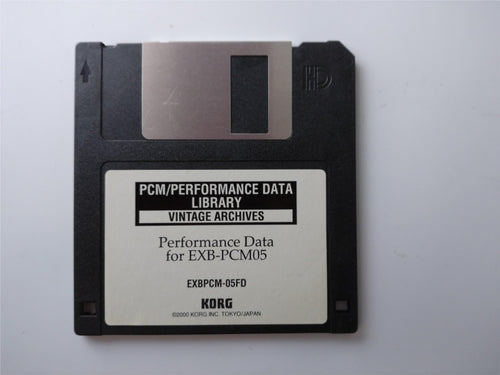 HD
PCM/PERFORMANCE DATA
LIBRARY
VINTAGE ARCHIVES
Performance Data
for EXB-PCM05
EXBPCM-05FD
KORG
©2000 KORG INC. TOKYO/JAPAN